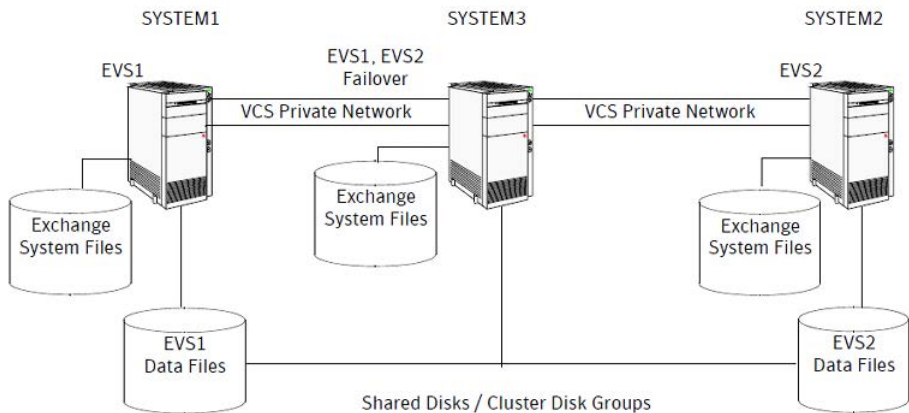 SYSTEM1
SYSTEM3
SYSTEM2
EVS1
EVS1, EVS2
Failover
EVS2
VCS Private Network
VCS Private Network
Exchange
System Files
Exchange
System Files
Exchange
System Files
EVS1
Data Files
EVS2
Data Files
Shared Disks / Cluster Disk Groups